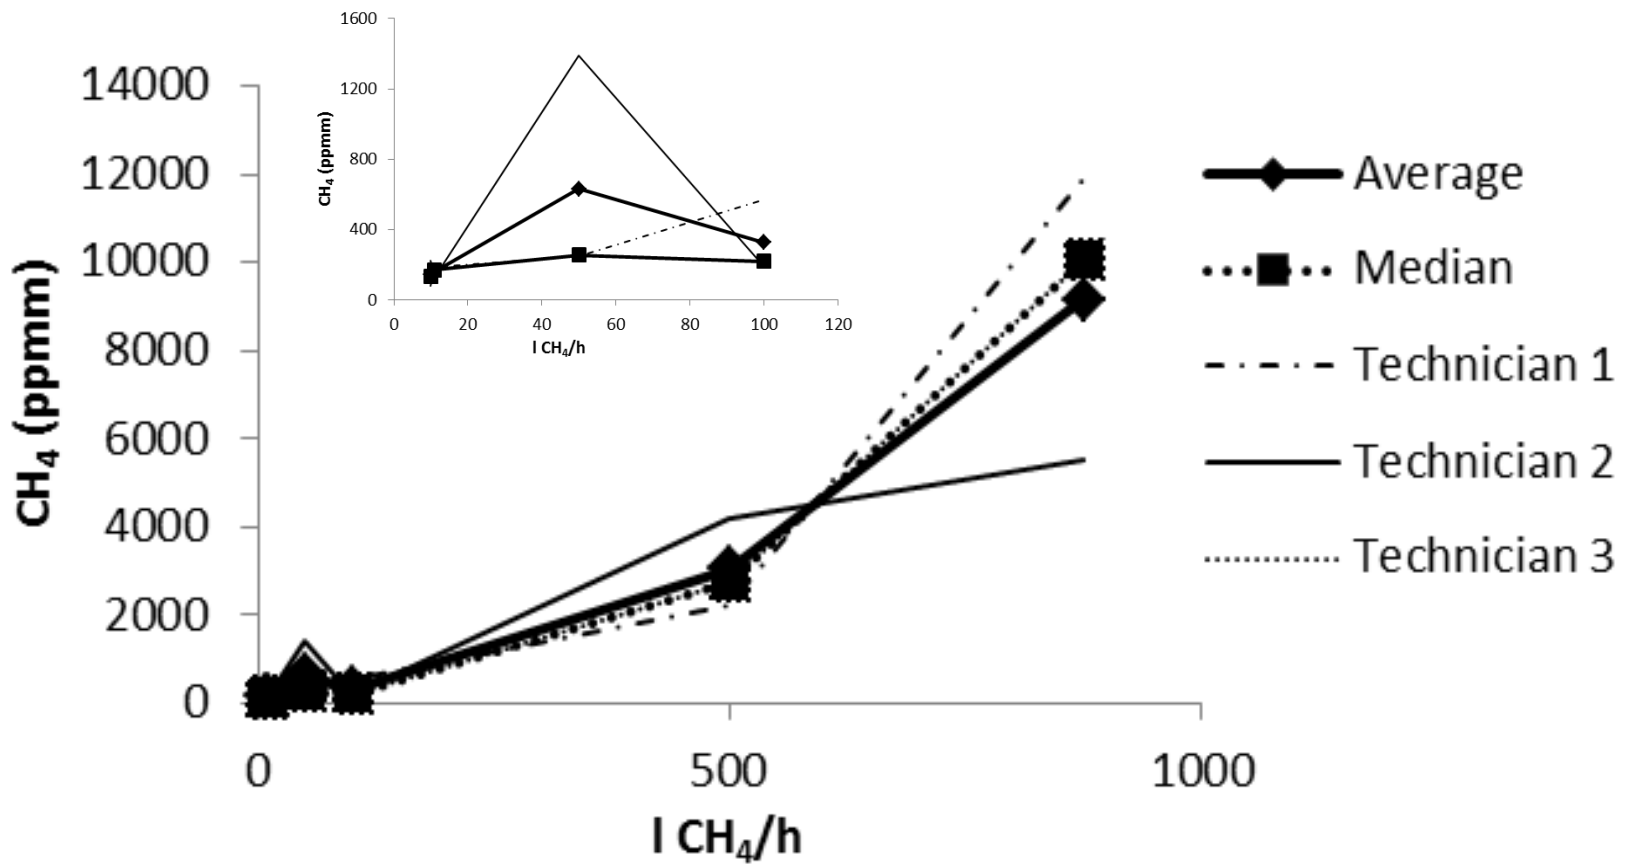 1600
1200
800
400
0
CH₄ (ppmm)
0 20 40 60 80 100 120
l CH₄/h
14000
12000
10000
8000
6000
4000
2000
0
CH₄ (ppmm)
0 500 1000
l CH₄/h
Average
Median
Technician 1
Technician 2
Technician 3